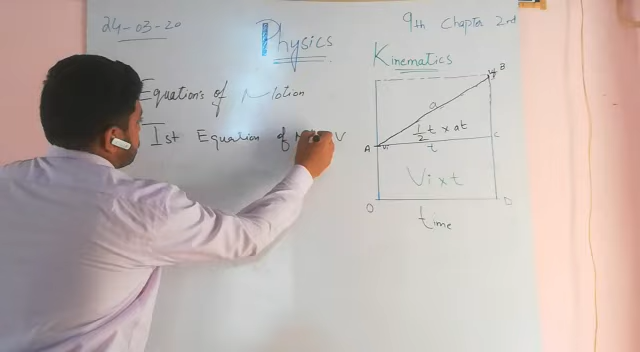 24-03-20
Physics
9th Chapter 2nd
Kinematics
Equations of Motion
Ist Equation of
B
a
1/2 t × at
A
vi
t
C
Vi × t
O
D
time